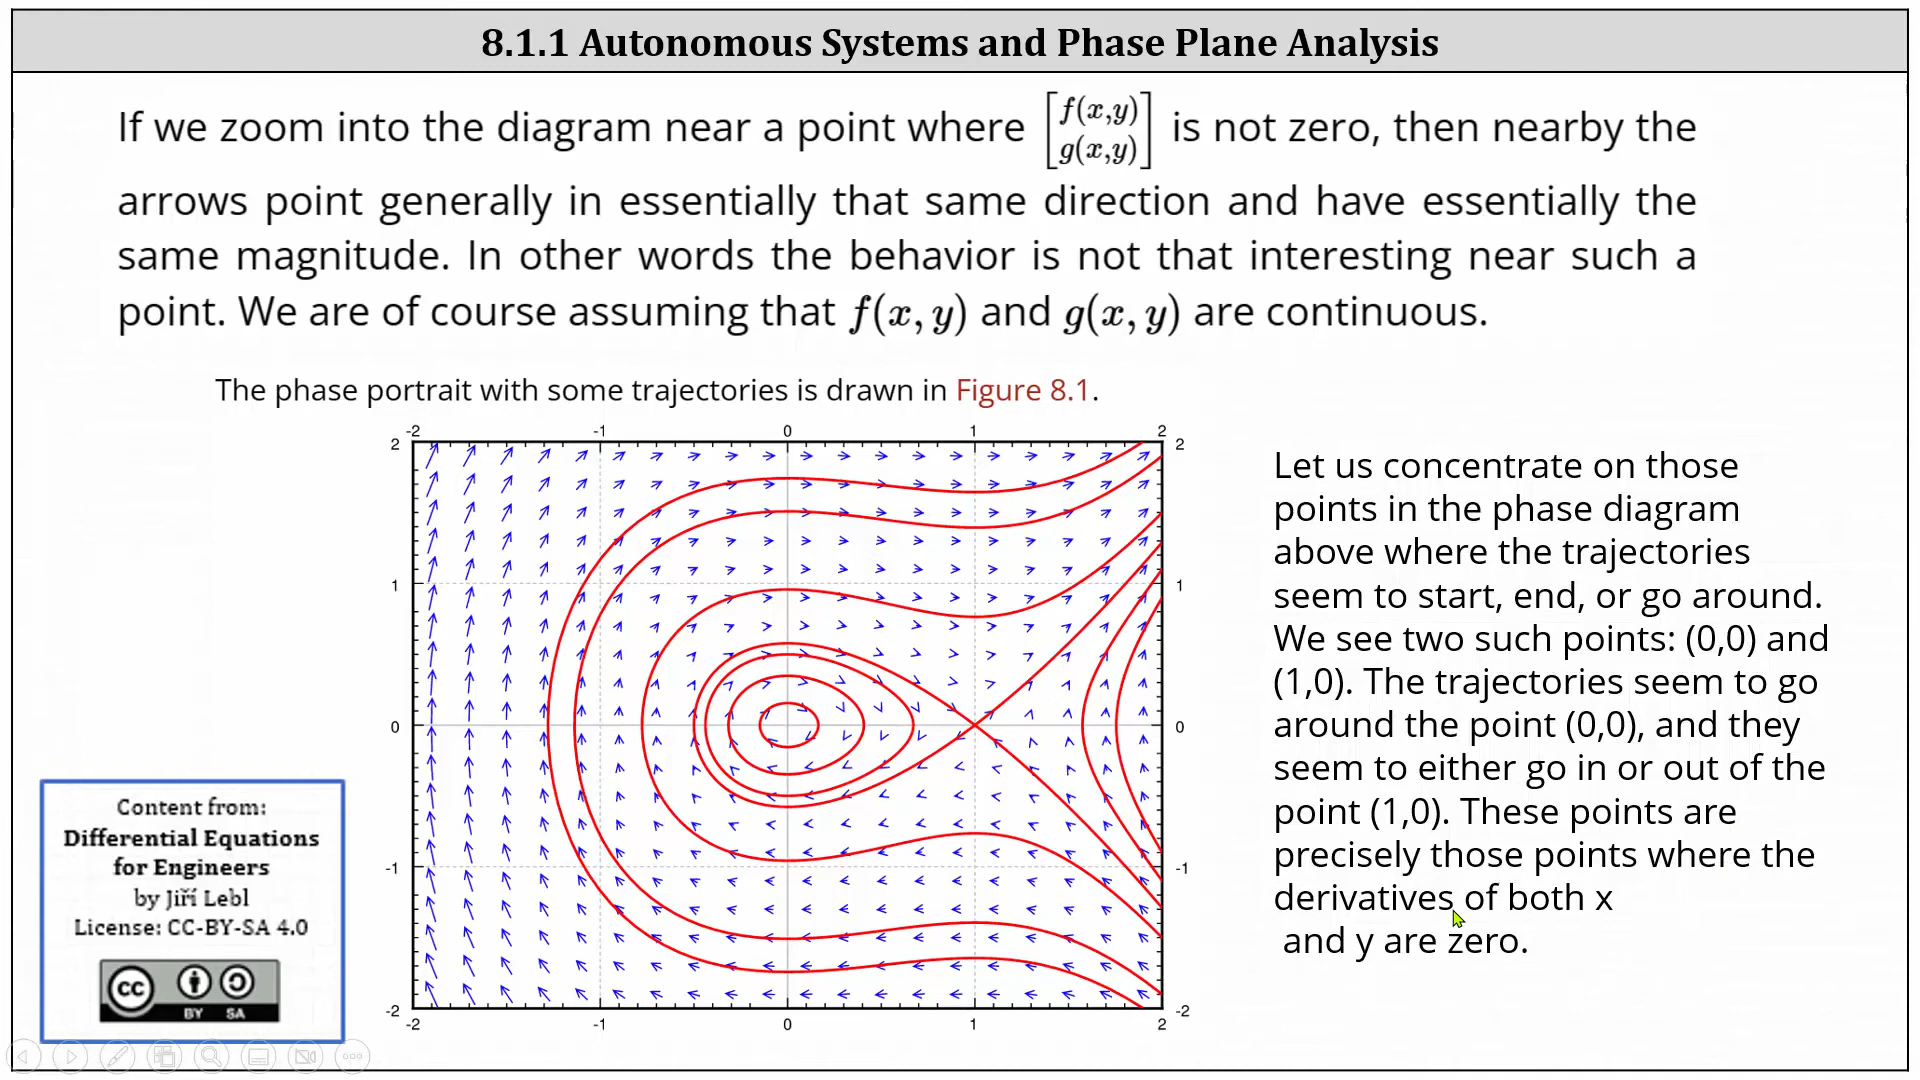 8.1.1 Autonomous Systems and Phase Plane Analysis
If we zoom into the diagram near a point where [f(x,y) g(x,y)] is not zero, then nearby the
arrows point generally in essentially that same direction and have essentially the
same magnitude. In other words the behavior is not that interesting near such a
point. We are of course assuming that f(x, y) and g(x, y) are continuous.
The phase portrait with some trajectories is drawn in Figure 8.1.
-2 -1 0 1 2
2 2
1 1
0 0
-1 -1
-2 -2
-2 -1 0 1 2
Let us concentrate on those
points in the phase diagram
above where the trajectories
seem to start, end, or go around.
We see two such points: (0,0) and
(1,0). The trajectories seem to go
around the point (0,0), and they
seem to either go in or out of the
point (1,0). These points are
precisely those points where the
derivatives of both x
and y are zero.
Content from:
Differential Equations
for Engineers
by Jiří Lebl
License: CC-BY-SA 4.0
cc
BY SA